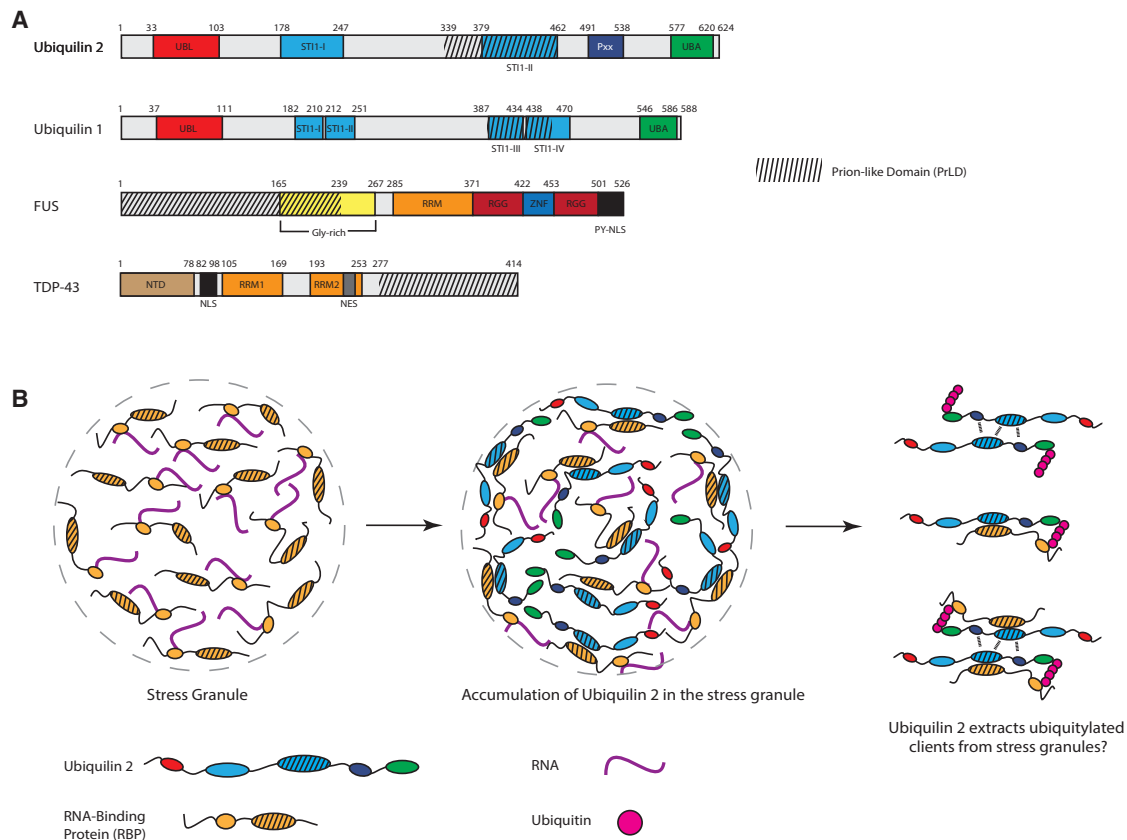 A
1 33 103 178 247 339 379 462 491 538 577 620 624
Ubiquilin 2
UBL STI1-I Pxx UBA
STI1-II
1 37 111 182 210 212 251 387 434 438 470 546 586 588
Ubiquilin 1
UBL STI1-I STI1-II UBA
STI1-III STI1-IV
Prion-like Domain (PrLD)
1 165 239 267 285 371 422 453 501 526
FUS
RRM RGG ZNF RGG
Gly-rich
PY-NLS
1 78 82 98 105 169 193 253 277 414
TDP-43
NTD RRM1 RRM2
NLS NES
B
Stress Granule
Accumulation of Ubiquilin 2 in the stress granule
Ubiquilin 2 extracts ubiquitylated
clients from stress granules?
Ubiquilin 2
RNA
RNA-Binding
Protein (RBP)
Ubiquitin